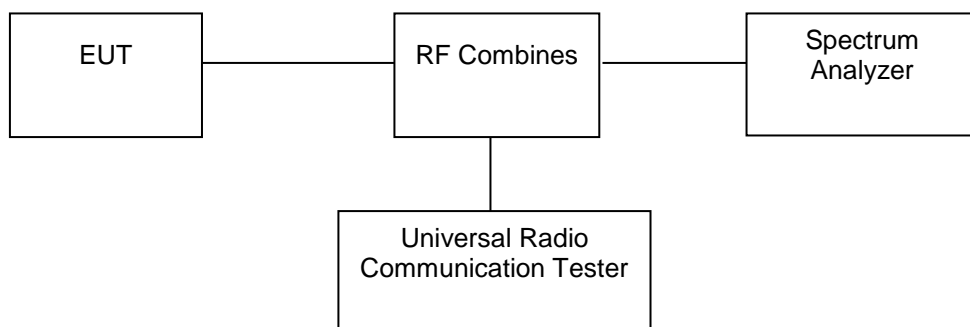 EUT
RF Combines
Spectrum
Analyzer
Universal Radio
Communication Tester